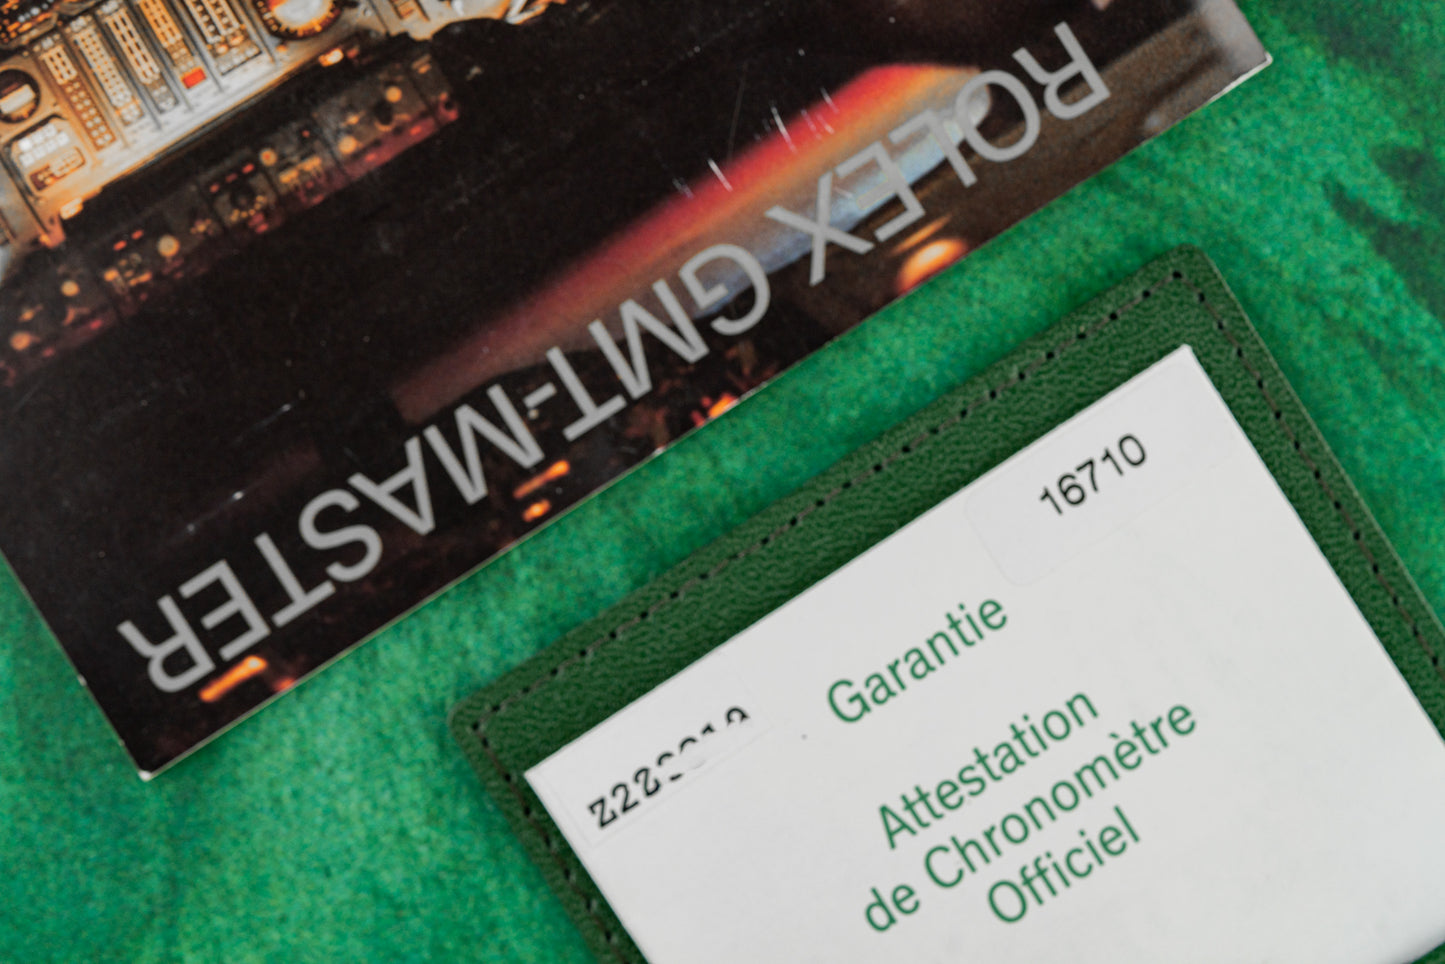 ROLEX GMT-MASTER
16710
Garantie
Attestation
de Chronomètre
Officiel